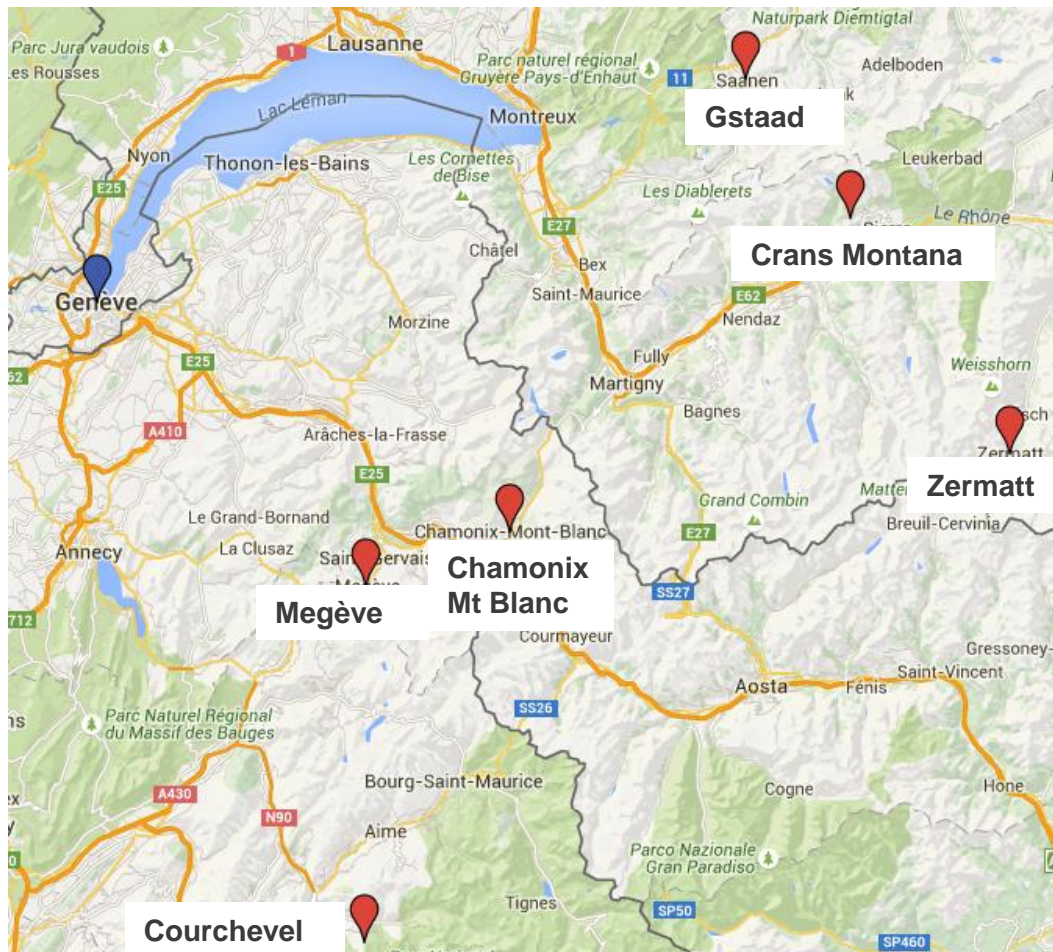 Lausanne
Naturpark Diemtigtal
Parc Jura vaudois
1
Parc naturel régional
Gruyère Pays-d'Enhaut
11
Saanen
Adelboden
Les Rousses
Gstaad
Lac Léman
Montreux
Nyon
Thonon-les-Bains
Les Cornettes
de Bise
Leukerbad
E25
Les Diablerets
E27
Le Rhône
Châtel
Crans Montana
Bex
Genève
Saint-Maurice
E62
Nendaz
Morzine
62
E25
Fully
Weisshorn
Martigny
Bagnes
A410
Arâches-la-Frasse
Zermatt
E25
Zermatt
Le Grand-Bornand
Grand Combin
Chamonix-Mont-Blanc
Breuil-Cervinia
Annecy
La Clusaz
E27
Chamonix
Mt Blanc
Megève
SS27
712
Courmayeur
Gressoney-
Saint-Vincent
Aosta
Fénis
SS26
Parc Naturel Régional
du Massif des Bauges
Bourg-Saint-Maurice
A430
Cogne
Hone
N90
Aime
Parco Nazionale
Gran Paradiso
Tignes
SP50
Courchevel
SP460